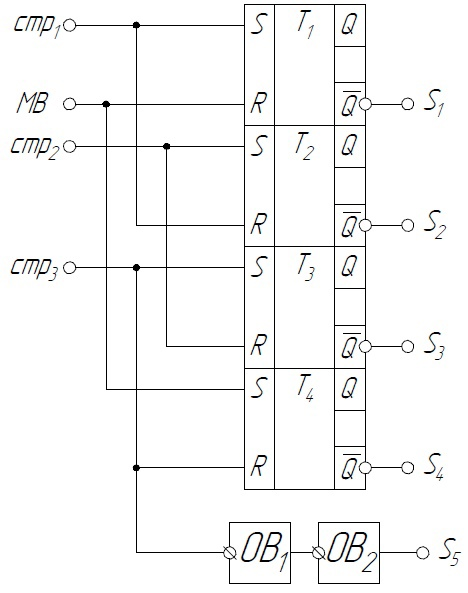 стр1 S T1 Q
МВ R Q̅ S1
стр2 S T2 Q
R Q̅ S2
стр3 S T3 Q
R Q̅ S3
S T4 Q
R Q̅ S4
ОВ1 ОВ2 S5